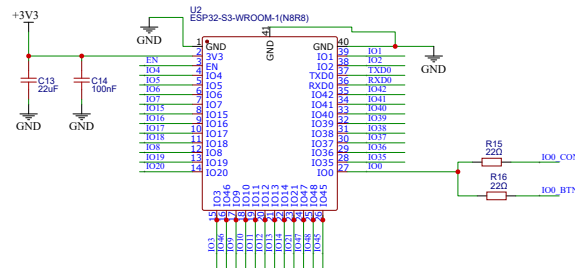 U2
ESP32-S3-WROOM-1(N8R8)
+3V3
GND
GND
GND
C13
22uF
C14
100nF
GND
GND
41
GND
1 GND
2 3V3
EN 3 EN
IO4 4 IO4
IO5 5 IO5
IO6 6 IO6
IO7 7 IO7
IO15 8 IO15
IO16 9 IO16
IO17 10 IO17
IO18 11 IO18
IO8 12 IO8
IO19 13 IO19
IO20 14 IO20
GND 40
IO1 39 IO1
IO2 38 IO2
TXD0 37 TXD0
RXD0 36 RXD0
IO42 35 IO42
IO41 34 IO41
IO40 33 IO40
IO39 32 IO39
IO38 31 IO38
IO37 30 IO37
IO36 29 IO36
IO35 28 IO35
IO0 27 IO0
R15
22Ω
IO0_CON
R16
22Ω
IO0_BTN
IO3 IO46 IO9 IO10 IO11 IO12 IO13 IO14 IO21 IO47 IO48 IO45
15 16 17 18 19 20 21 22 23 24 25 26
IO3 IO46 IO9 IO10 IO11 IO12 IO13 IO14 IO21 IO47 IO48 IO45